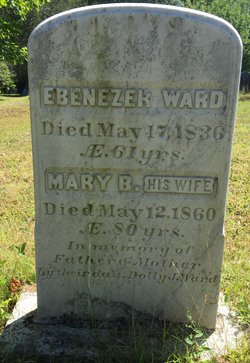 EBENEZER WARD
Died May 17, 1836
Æ. 61 yrs.
MARY B. HIS WIFE
Died May 12, 1860
Æ. 80 yrs.
In memory of
Father & Mother
by their dau. Dolly J. Ward